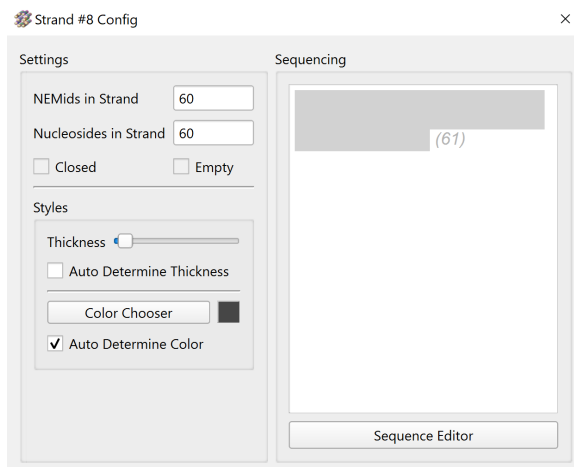 Strand #8 Config
Settings
NEMids in Strand 60
Nucleosides in Strand 60
Closed Empty
Styles
Thickness
Auto Determine Thickness
Color Chooser
Auto Determine Color
Sequencing
(61)
Sequence Editor